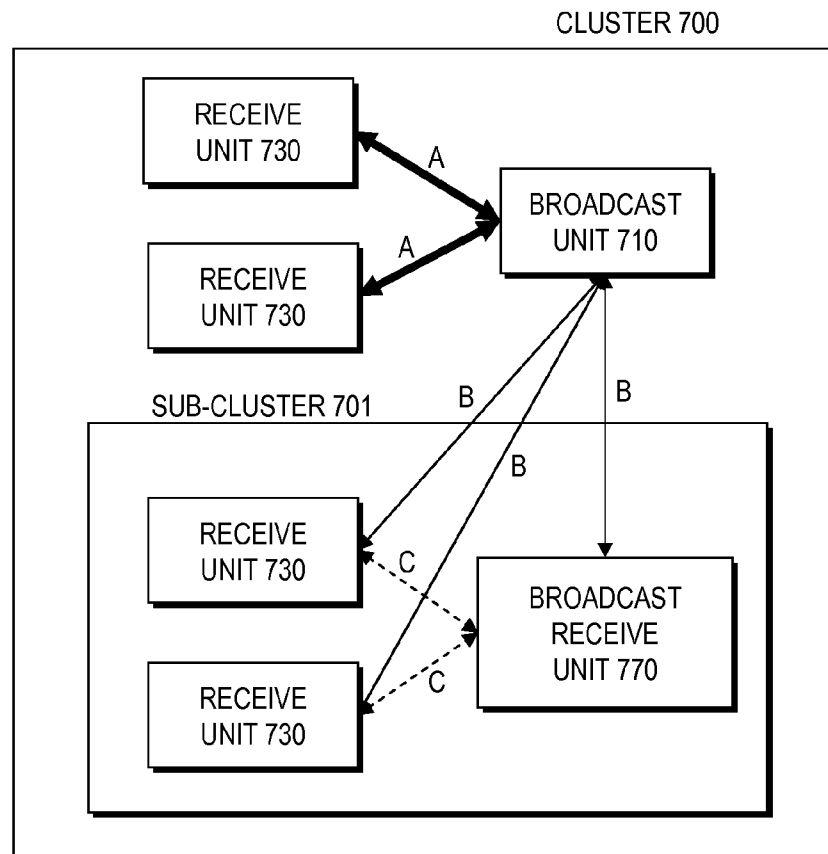 CLUSTER 700
RECEIVE
UNIT 730
A
BROADCAST
UNIT 710
A
RECEIVE
UNIT 730
SUB-CLUSTER 701
B
B
B
RECEIVE
UNIT 730
C
BROADCAST
RECEIVE
UNIT 770
C
RECEIVE
UNIT 730